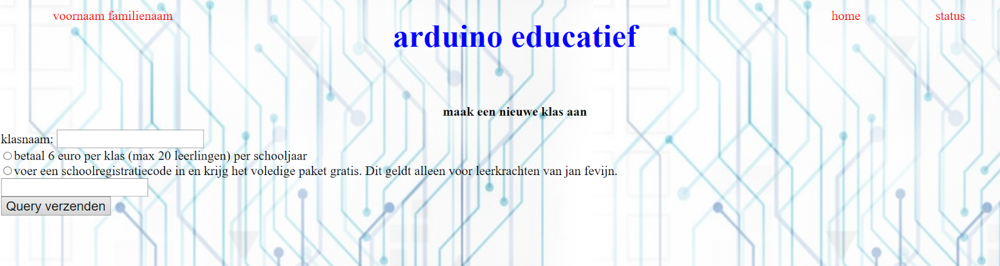 voornaam familienaam
home
status
arduino educatief
maak een nieuwe klas aan
klasnaam:
betaal 6 euro per klas (max 20 leerlingen) per schooljaar
voer een schoolregistratiecode in en krijg het voledige paket gratis. Dit geldt alleen voor leerkrachten van jan fevijn.
Query verzenden